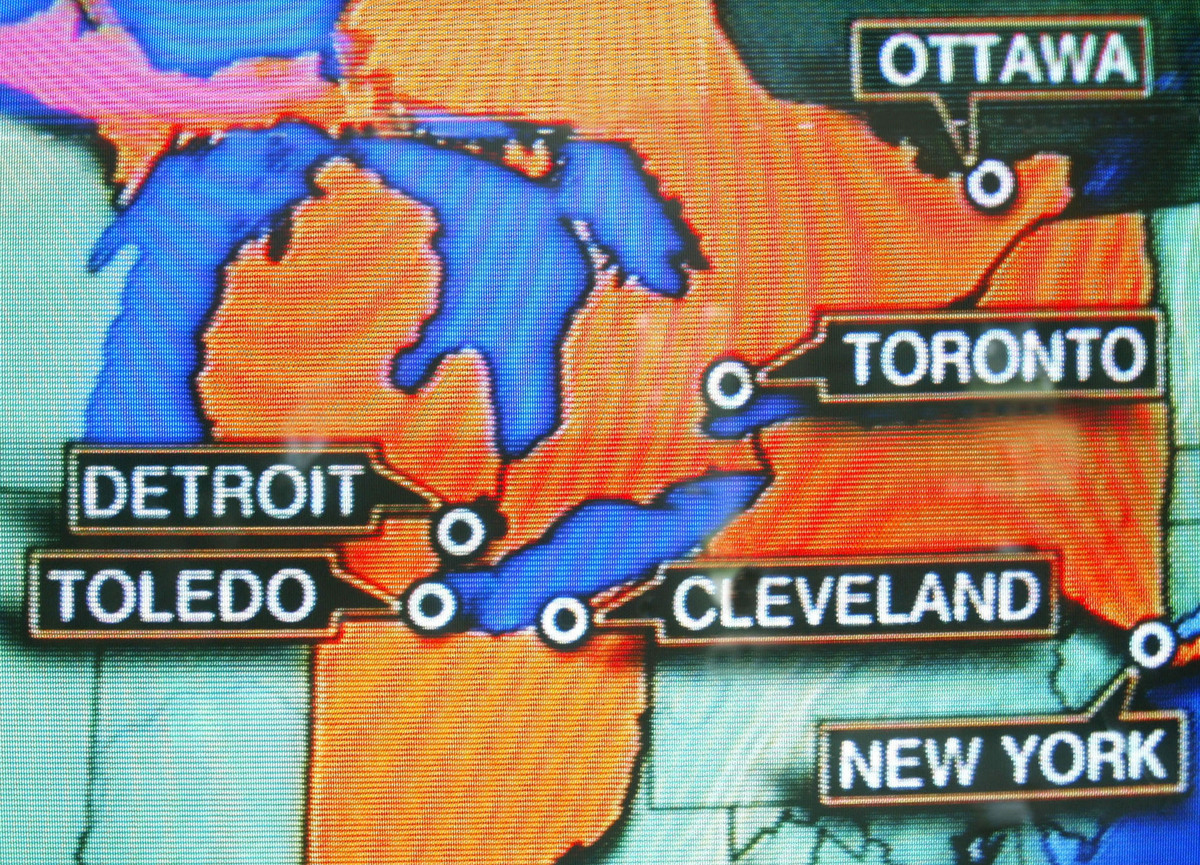 OTTAWA
TORONTO
DETROIT
TOLEDO
CLEVELAND
NEW YORK